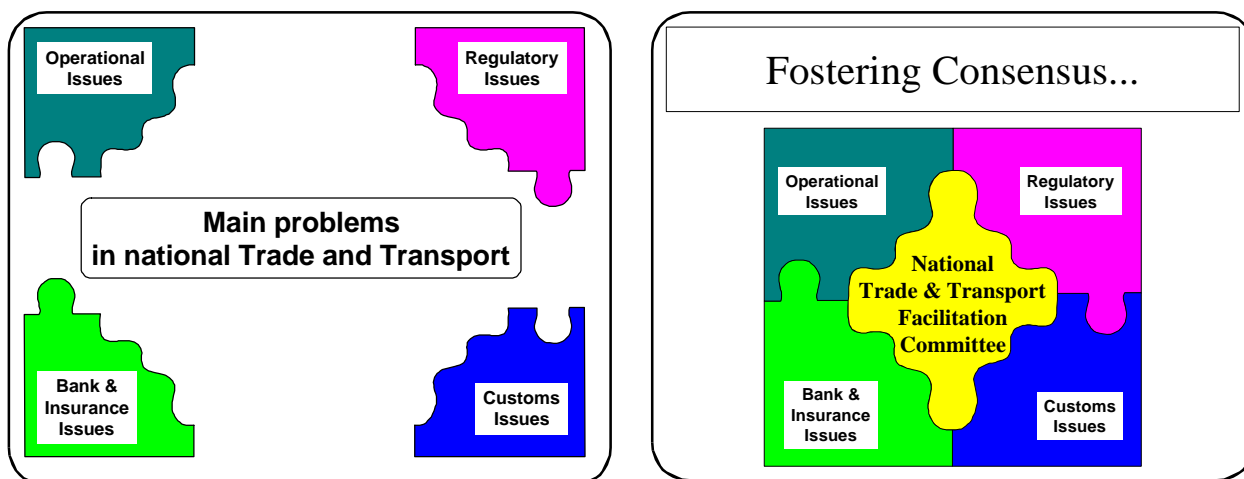 Operational
Issues
Regulatory
Issues
Main problems
in national Trade and Transport
Bank &
Insurance
Issues
Customs
Issues
Fostering Consensus...
Operational
Issues
Regulatory
Issues
National
Trade & Transport
Facilitation
Committee
Bank &
Insurance
Issues
Customs
Issues